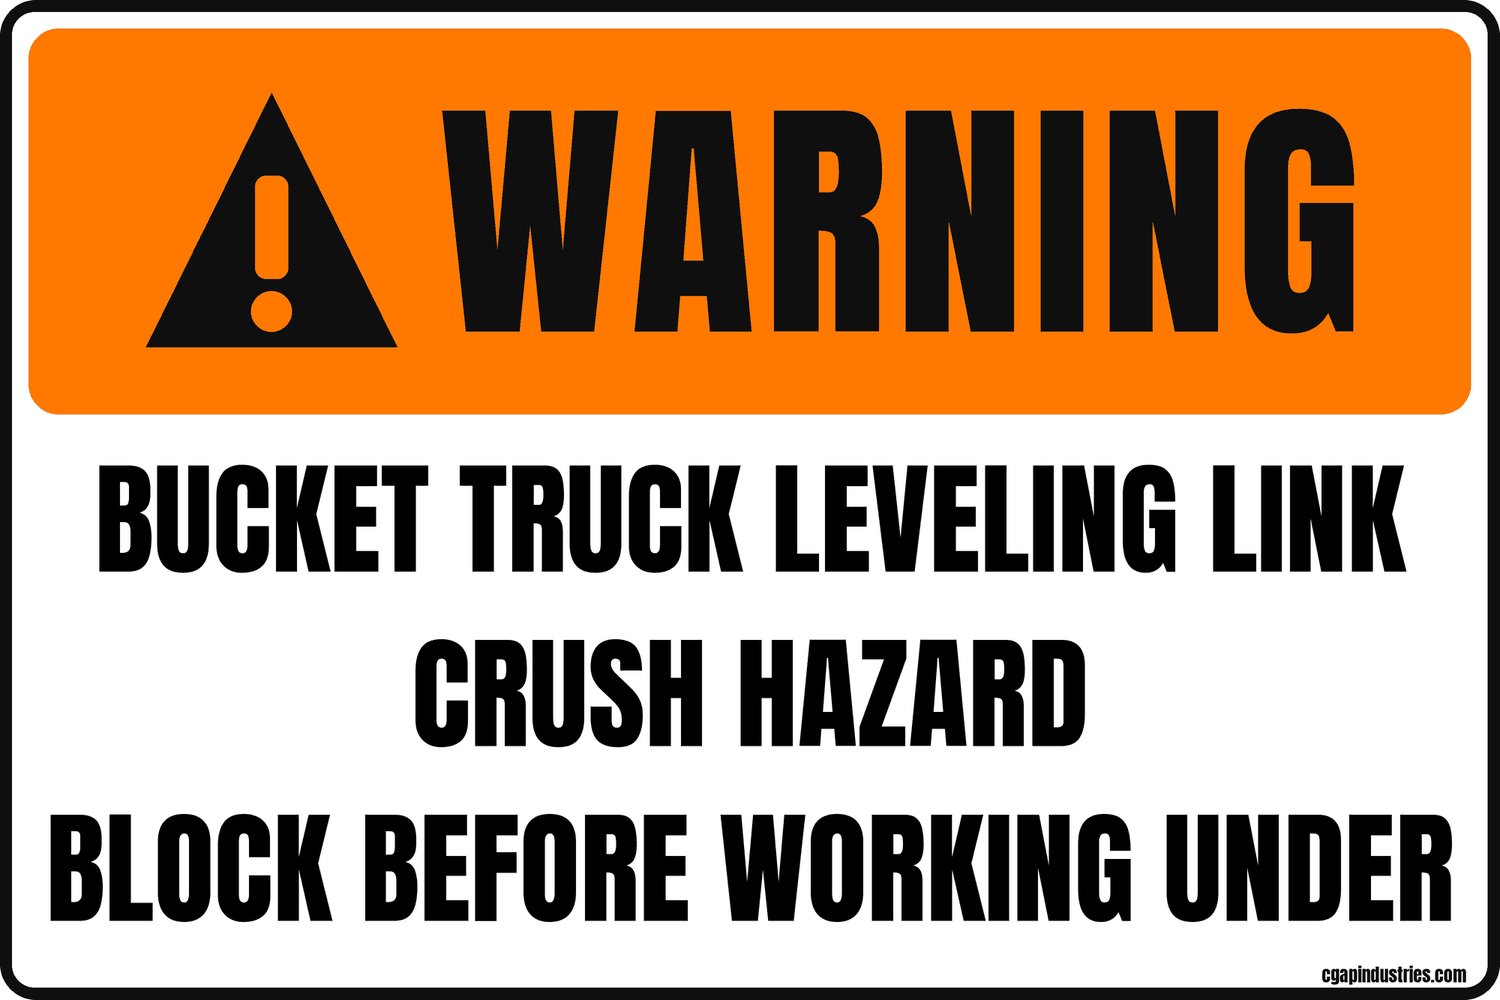 WARNING
BUCKET TRUCK LEVELING LINK
CRUSH HAZARD
BLOCK BEFORE WORKING UNDER
cgapindustries.com